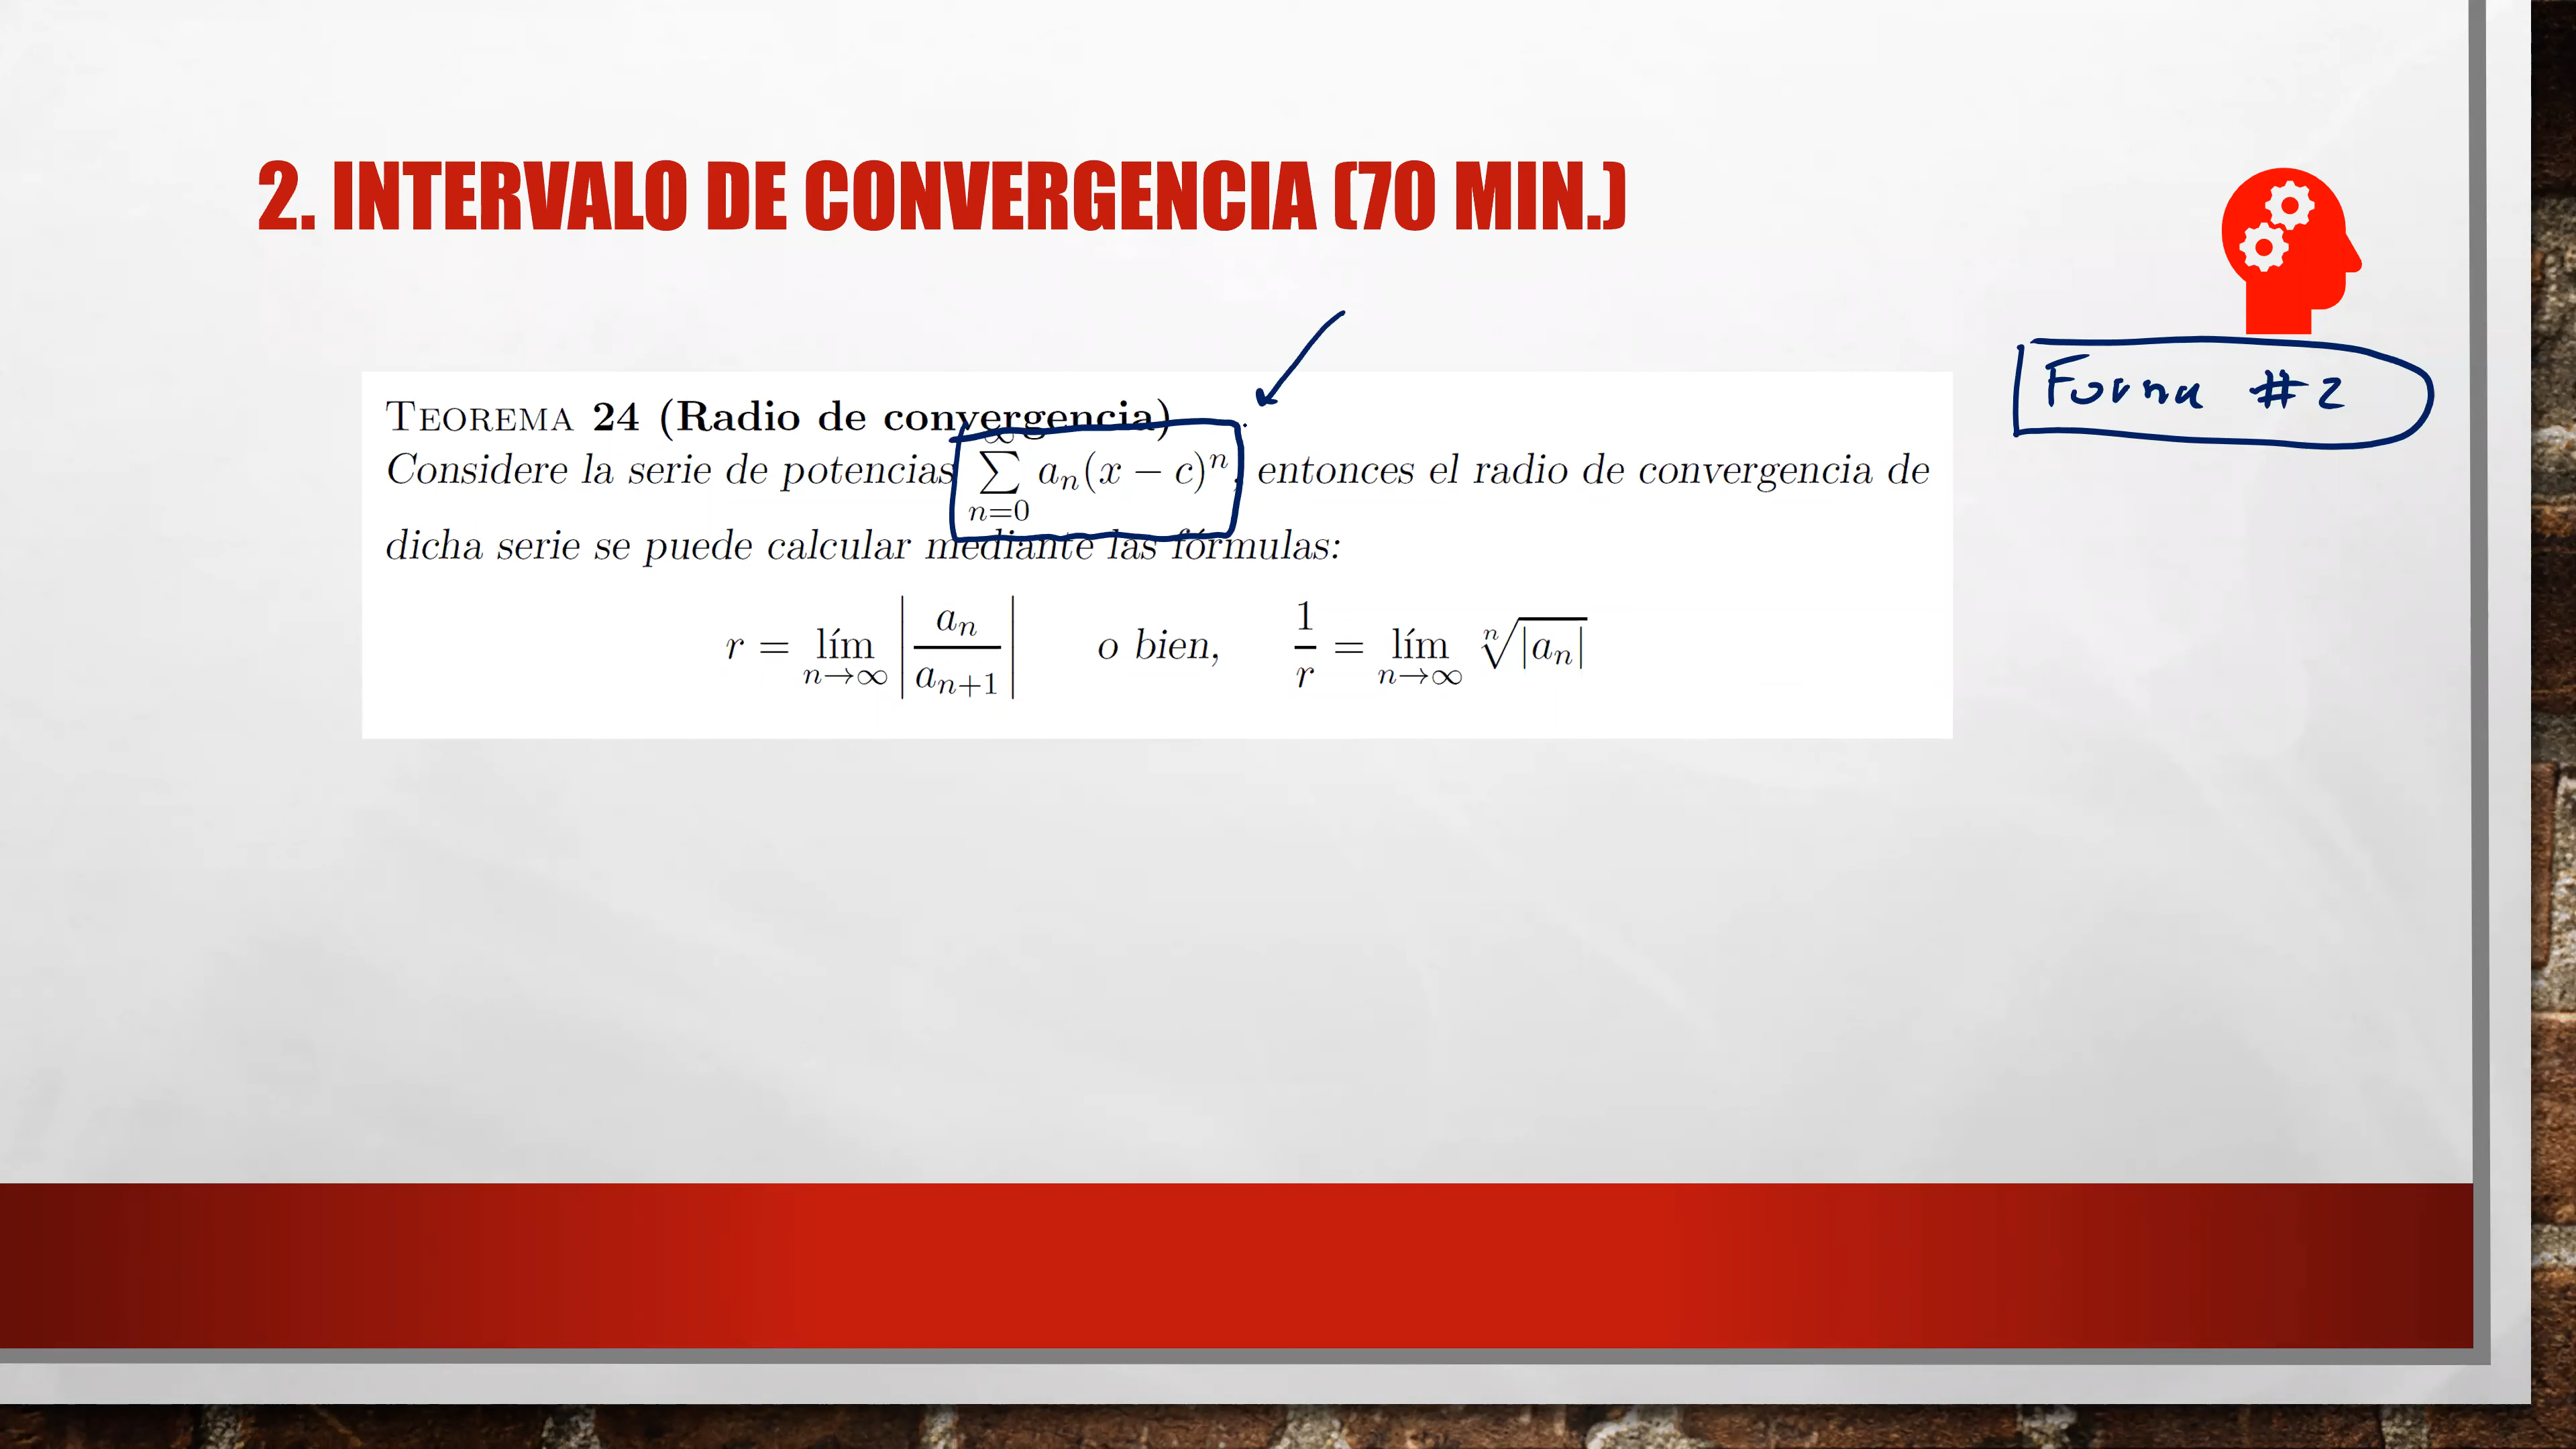 2. INTERVALO DE CONVERGENCIA (70 MIN.)
Forma #2
TEOREMA 24 (Radio de convergencia)
Considere la serie de potencias ∑_{n=0}^{∞} a_n(x − c)^n, entonces el radio de convergencia de
dicha serie se puede calcular mediante las fórmulas:
r = lím_{n→∞} |a_n / a_{n+1}| o bien, 1/r = lím_{n→∞} ⁿ√|a_n|